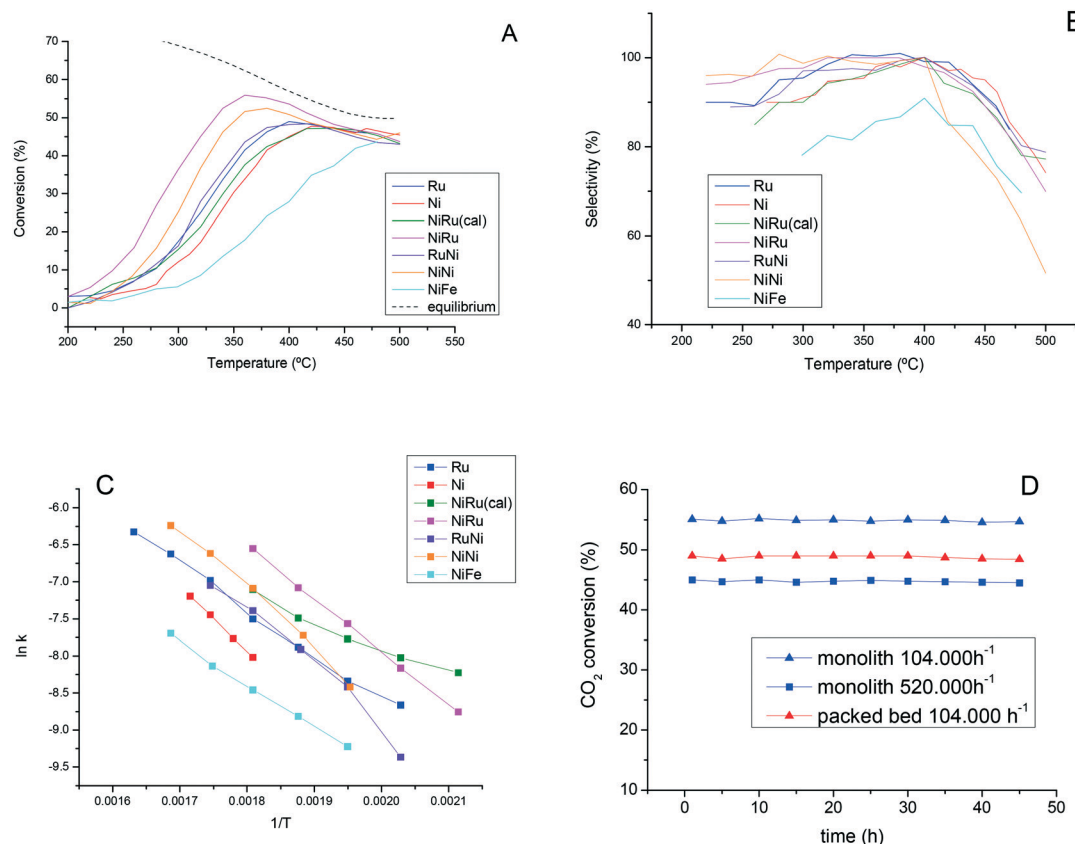 A
70
60
50
40
30
20
10
0
Conversion (%)
200 250 300 350 400 450 500 550
Temperature (ºC)
Ru
Ni
NiRu(cal)
NiRu
RuNi
NiNi
NiFe
equilibrium
100
80
60
40
Selectivity (%)
200 250 300 350 400 450 500
Temperature (ºC)
Ru
Ni
NiRu(cal)
NiRu
RuNi
NiNi
NiFe
C
Ru
Ni
NiRu(cal)
NiRu
RuNi
NiNi
NiFe
-6.0
-6.5
-7.0
-7.5
-8.0
-8.5
-9.0
-9.5
ln k
0.0016 0.0017 0.0018 0.0019 0.0020 0.0021
1/T
D
60
50
40
30
20
10
CO₂ conversion (%)
monolith 104.000h⁻¹
monolith 520.000h⁻¹
packed bed 104.000 h⁻¹
0 10 20 30 40 50
time (h)